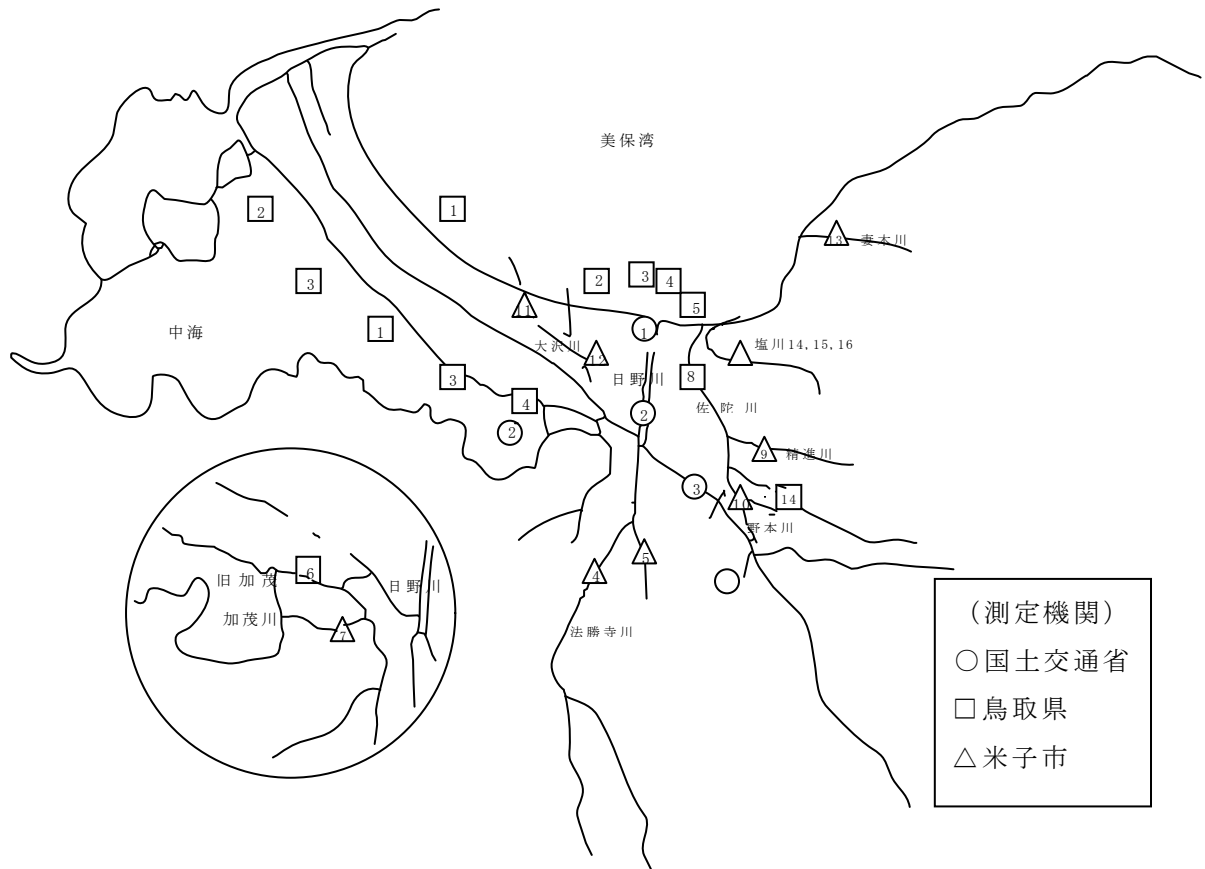 美保湾
2
1
13 妻木川
3
2
3
4
5
11
1
1
中海
大沢川
12
塩川14,15,16
日野川
8
3
4
2
佐陀川
2
9
精進川
3
10
14
野本川
5
4
6
旧加茂
日野川
加茂川
7
法勝寺川
(測定機関)
○国土交通省
□鳥取県
△米子市